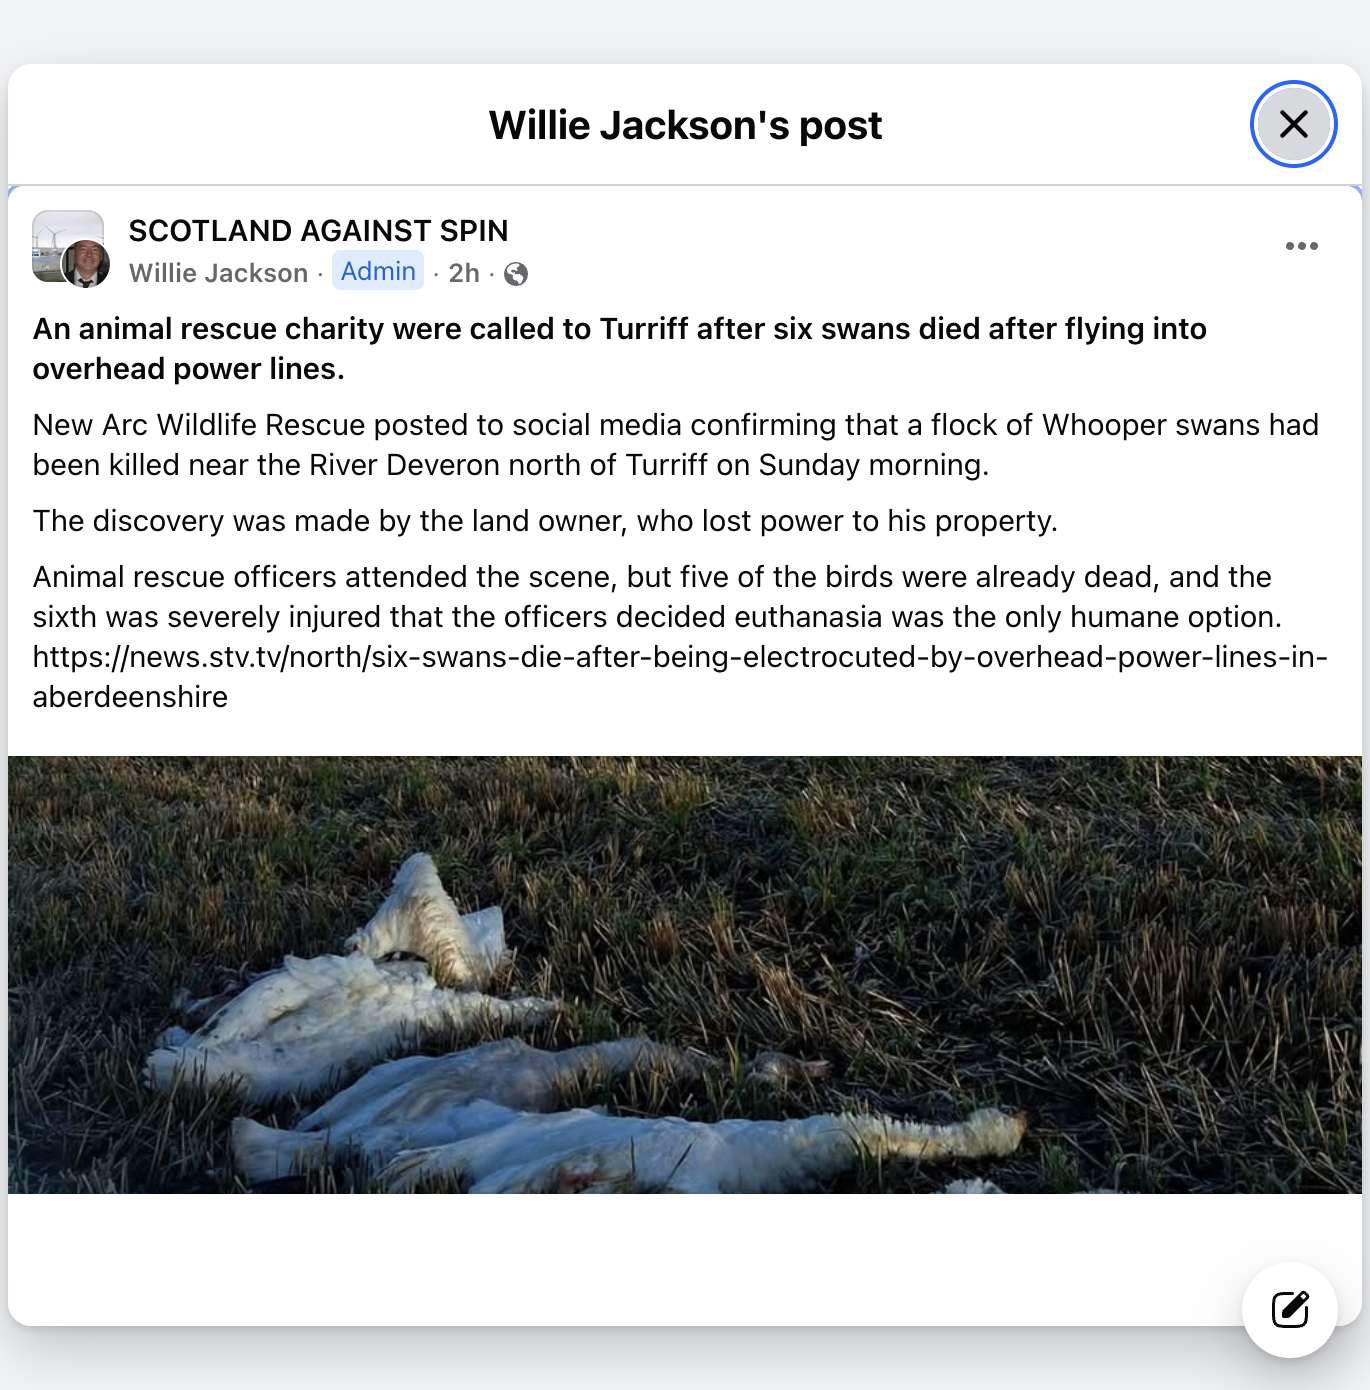 Willie Jackson's post
SCOTLAND AGAINST SPIN
Willie Jackson · Admin · 2h ·
An animal rescue charity were called to Turriff after six swans died after flying into
overhead power lines.
New Arc Wildlife Rescue posted to social media confirming that a flock of Whooper swans had
been killed near the River Deveron north of Turriff on Sunday morning.
The discovery was made by the land owner, who lost power to his property.
Animal rescue officers attended the scene, but five of the birds were already dead, and the
sixth was severely injured that the officers decided euthanasia was the only humane option.
https://news.stv.tv/north/six-swans-die-after-being-electrocuted-by-overhead-power-lines-in-
aberdeenshire